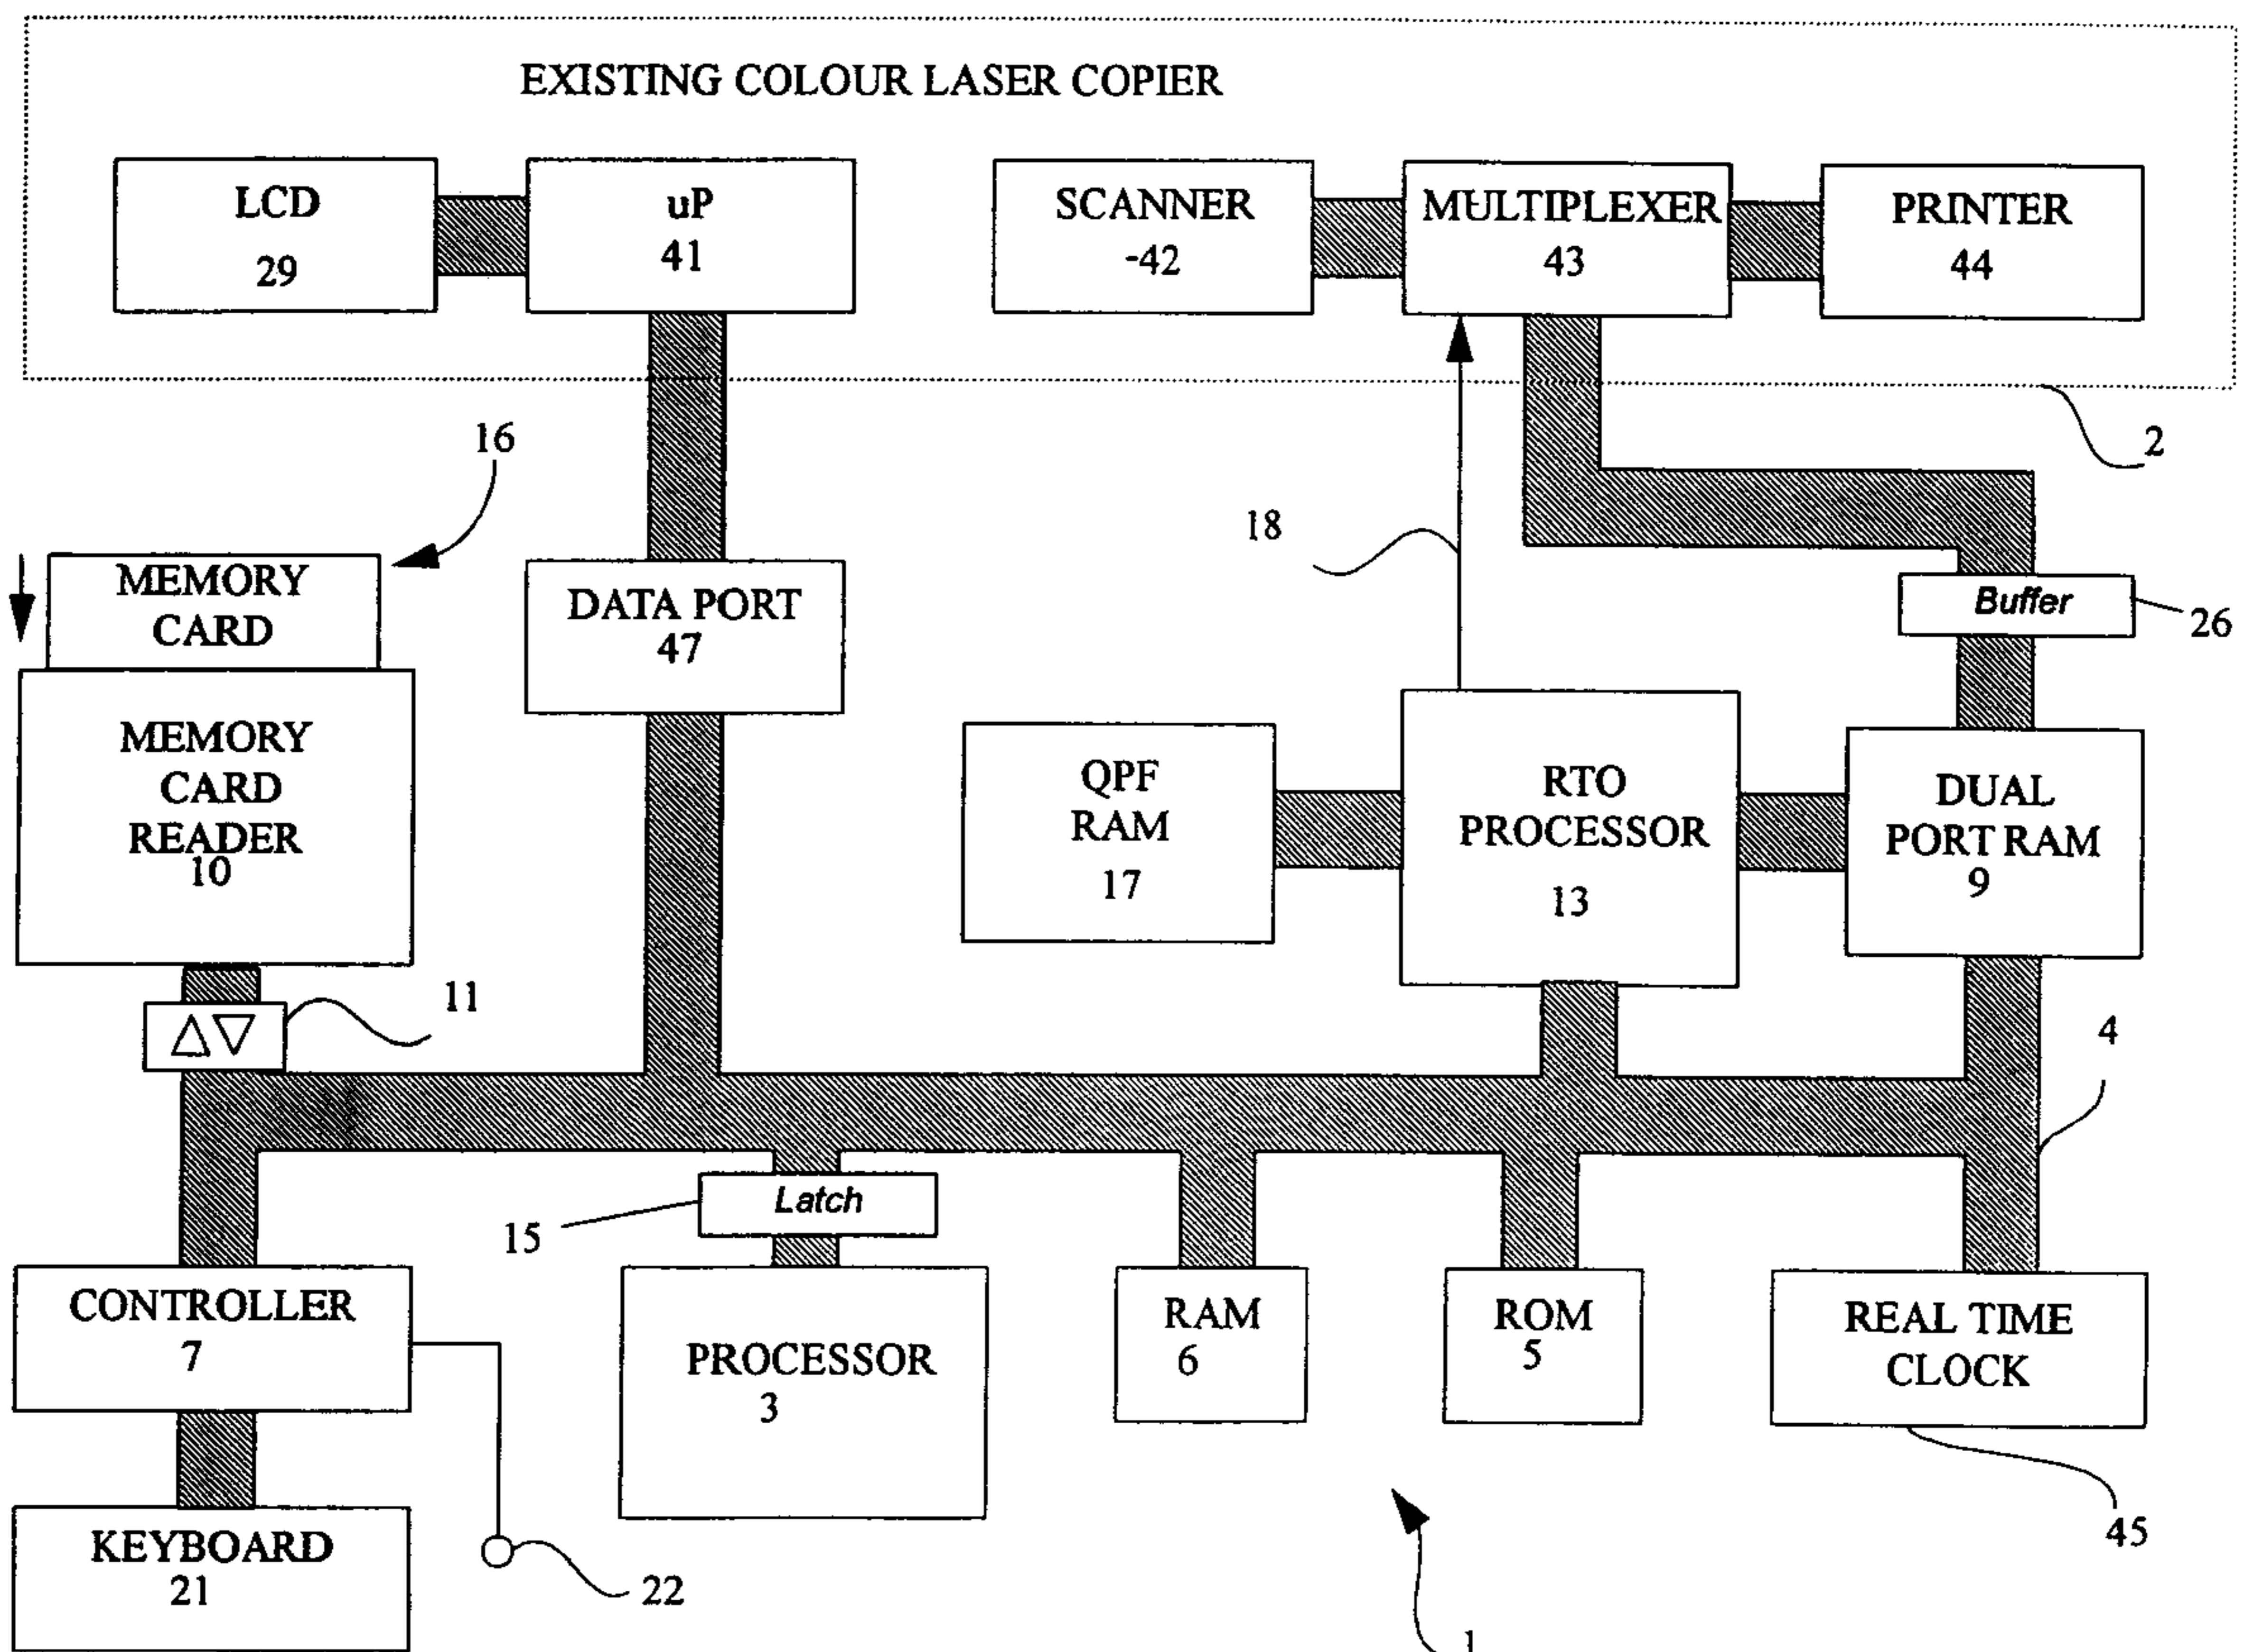 EXISTING COLOUR LASER COPIER
LCD
29
uP
41
SCANNER
-42
MULTIPLEXER
43
PRINTER
44
2
16
18
MEMORY
CARD
DATA PORT
47
Buffer
26
MEMORY
CARD
READER
10
QPF
RAM
17
RTO
PROCESSOR
13
DUAL
PORT RAM
9
11
4
Latch
15
CONTROLLER
7
PROCESSOR
3
RAM
6
ROM
5
REAL TIME
CLOCK
45
KEYBOARD
21
22
1